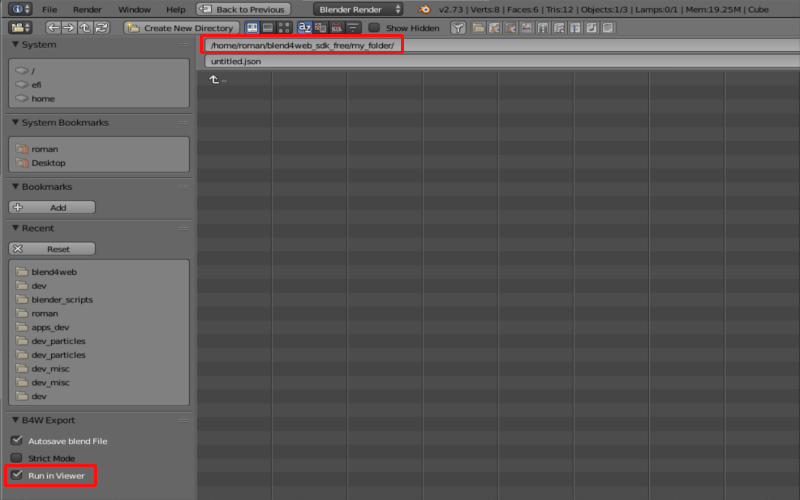 File Render Window Help Back to Previous Blender Render v2.73 | Verts:8 | Faces:6 | Tris:12 | Objects:1/3 | Lamps:0/1 | Mem:19.25M | Cube
Create New Directory Show Hidden
System
/home/roman/blend4web_sdk_free/my_folder/
untitled.json
/
..
efi
home
System Bookmarks
roman
Desktop
Bookmarks
Add
Recent
Reset
blend4web
dev
blender_scripts
roman
apps_dev
dev_particles
dev_particles
dev_misc
dev_misc
dev
B4W Export
Autosave blend File
Strict Mode
Run in Viewer